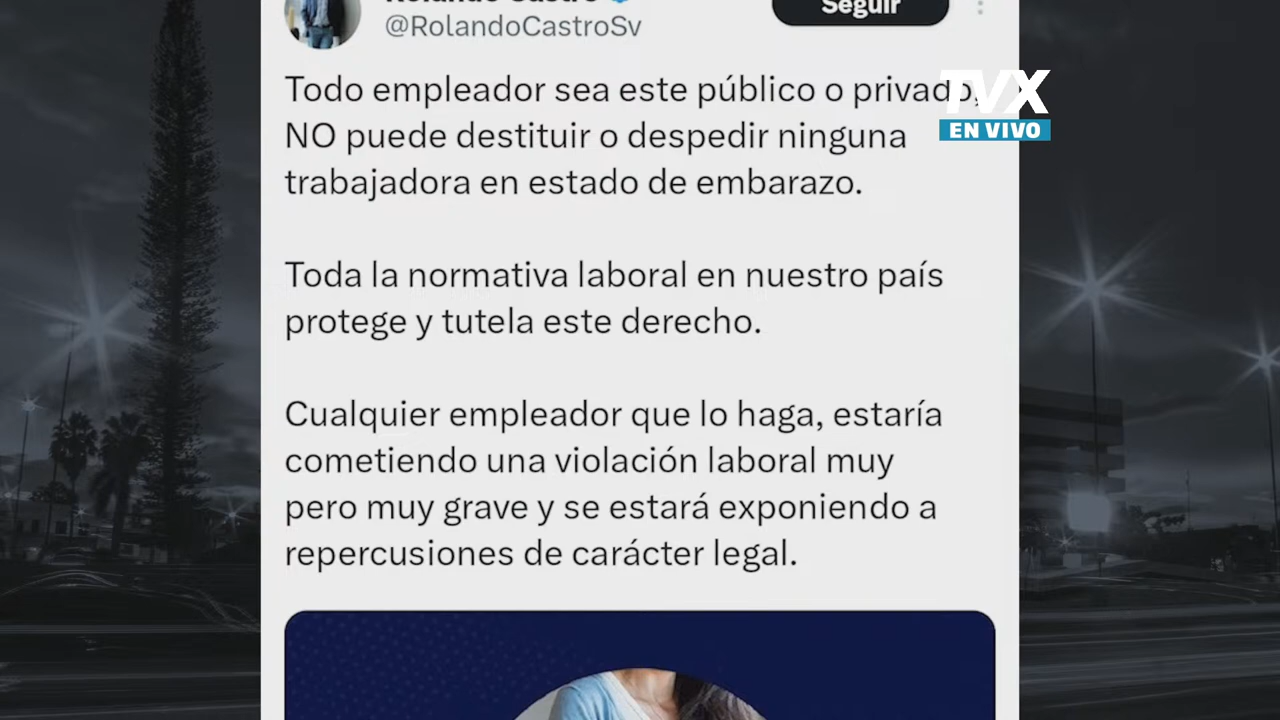 Rolando Castro
@RolandoCastroSv
Seguir
TVX
EN VIVO
Todo empleador sea este público o privado,
NO puede destituir o despedir ninguna
trabajadora en estado de embarazo.
Toda la normativa laboral en nuestro país
protege y tutela este derecho.
Cualquier empleador que lo haga, estaría
cometiendo una violación laboral muy
pero muy grave y se estará exponiendo a
repercusiones de carácter legal.